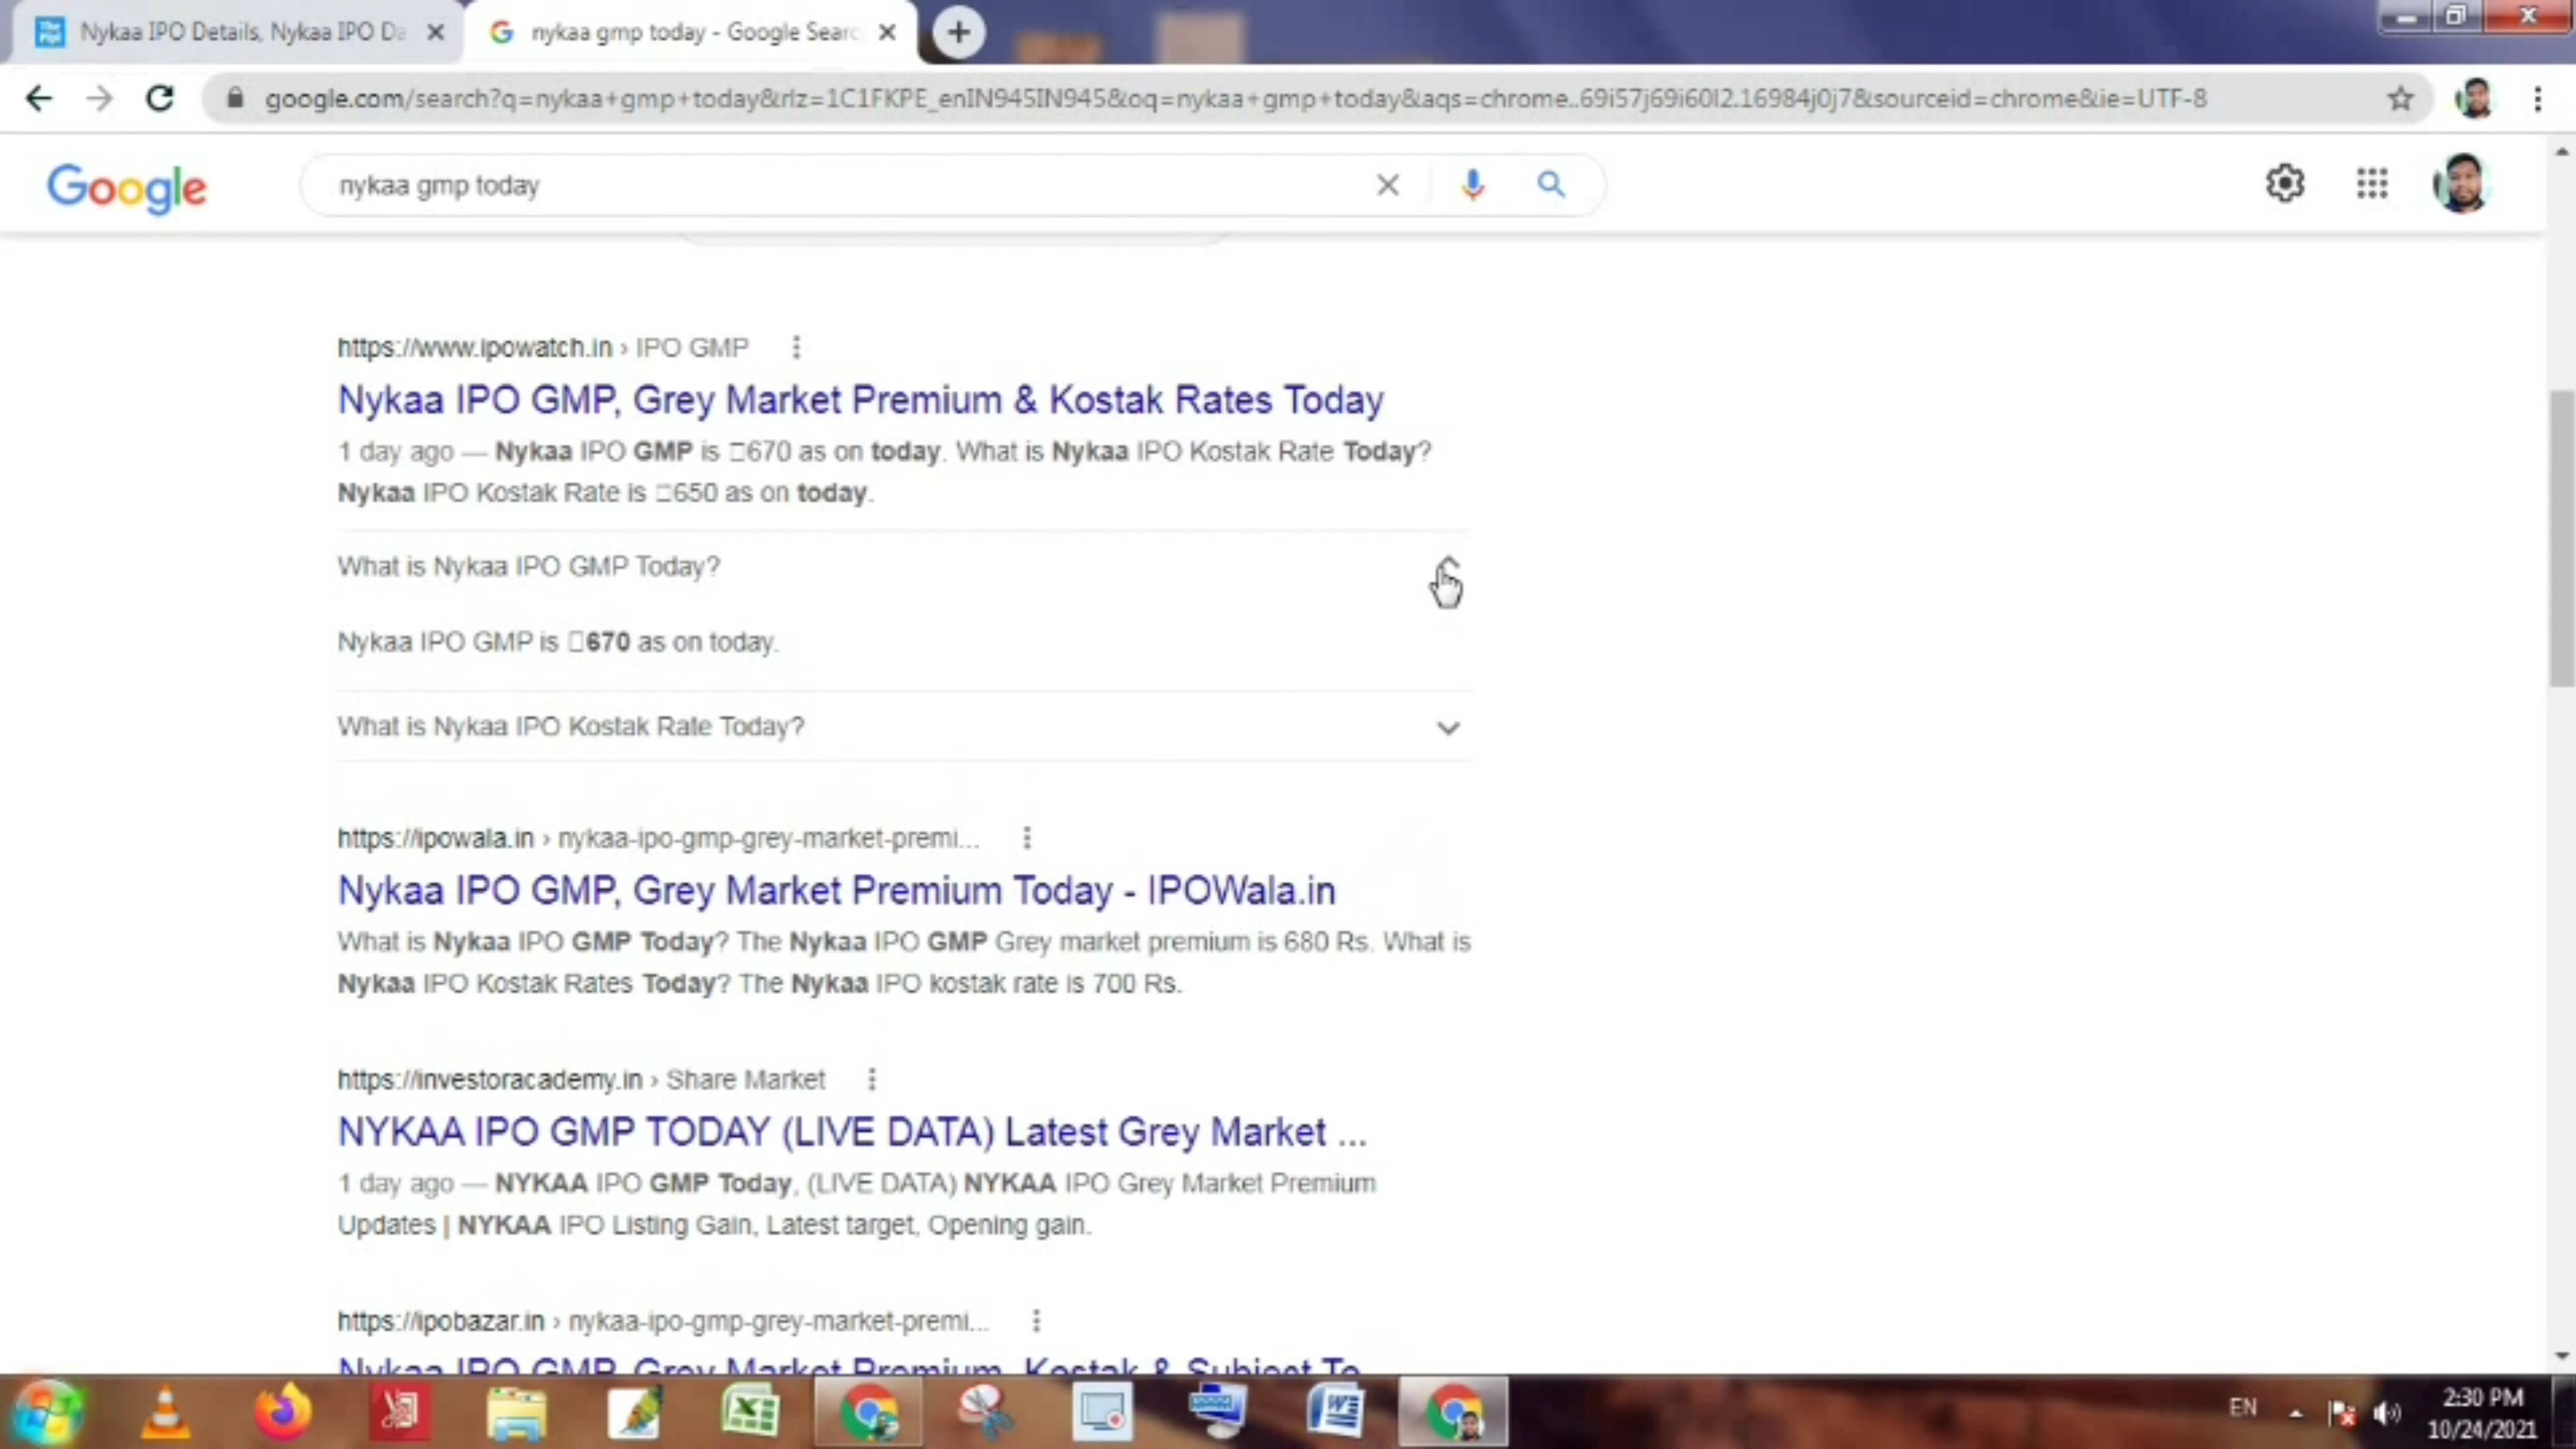 Nykaa IPO Details, Nykaa IPO Da
nykaa gmp today - Google Searc
google.com/search?q=nykaa+gmp+today&rlz=1C1FKPE_enIN945IN945&oq=nykaa+gmp+today&aqs=chrome..69i57j69i60l2.16984j0j7&sourceid=chrome&ie=UTF-8
Google
nykaa gmp today
https://www.ipowatch.in › IPO GMP
Nykaa IPO GMP, Grey Market Premium & Kostak Rates Today
1 day ago — Nykaa IPO GMP is □670 as on today. What is Nykaa IPO Kostak Rate Today?
Nykaa IPO Kostak Rate is □650 as on today.
What is Nykaa IPO GMP Today?
Nykaa IPO GMP is □670 as on today.
What is Nykaa IPO Kostak Rate Today?
https://ipowala.in › nykaa-ipo-gmp-grey-market-premi...
Nykaa IPO GMP, Grey Market Premium Today - IPOWala.in
What is Nykaa IPO GMP Today? The Nykaa IPO GMP Grey market premium is 680 Rs. What is
Nykaa IPO Kostak Rates Today? The Nykaa IPO kostak rate is 700 Rs.
https://investoracademy.in › Share Market
NYKAA IPO GMP TODAY (LIVE DATA) Latest Grey Market ...
1 day ago — NYKAA IPO GMP Today, (LIVE DATA) NYKAA IPO Grey Market Premium
Updates | NYKAA IPO Listing Gain, Latest target, Opening gain.
https://ipobazar.in › nykaa-ipo-gmp-grey-market-premi...
Nykaa IPO GMP, Grey Market Premium, Kostak & Subject To
EN
2:30 PM
10/24/2021